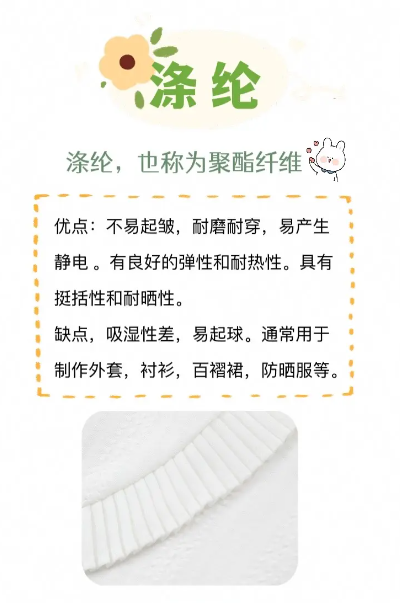 涤纶
涤纶，也称为聚酯纤维
优点：不易起皱，耐磨耐穿，易产生
静电。有良好的弹性和耐热性。具有
挺括性和耐晒性。
缺点，吸湿性差，易起球。通常用于
制作外套，衬衫，百褶裙，防晒服等。